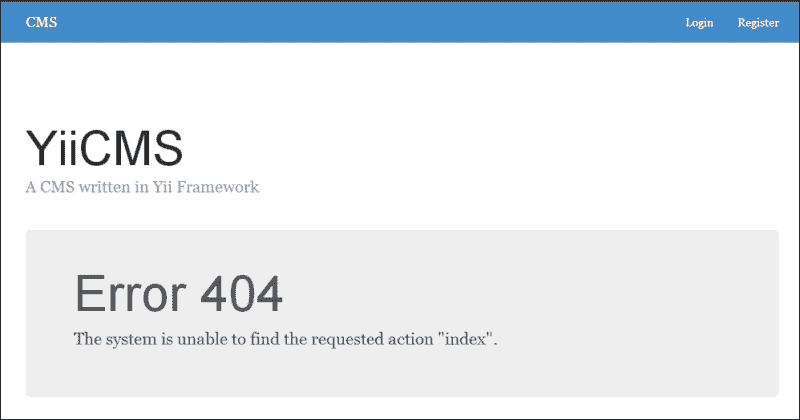 CMS Login Register
YiiCMS
A CMS written in Yii Framework
Error 404
The system is unable to find the requested action "index".